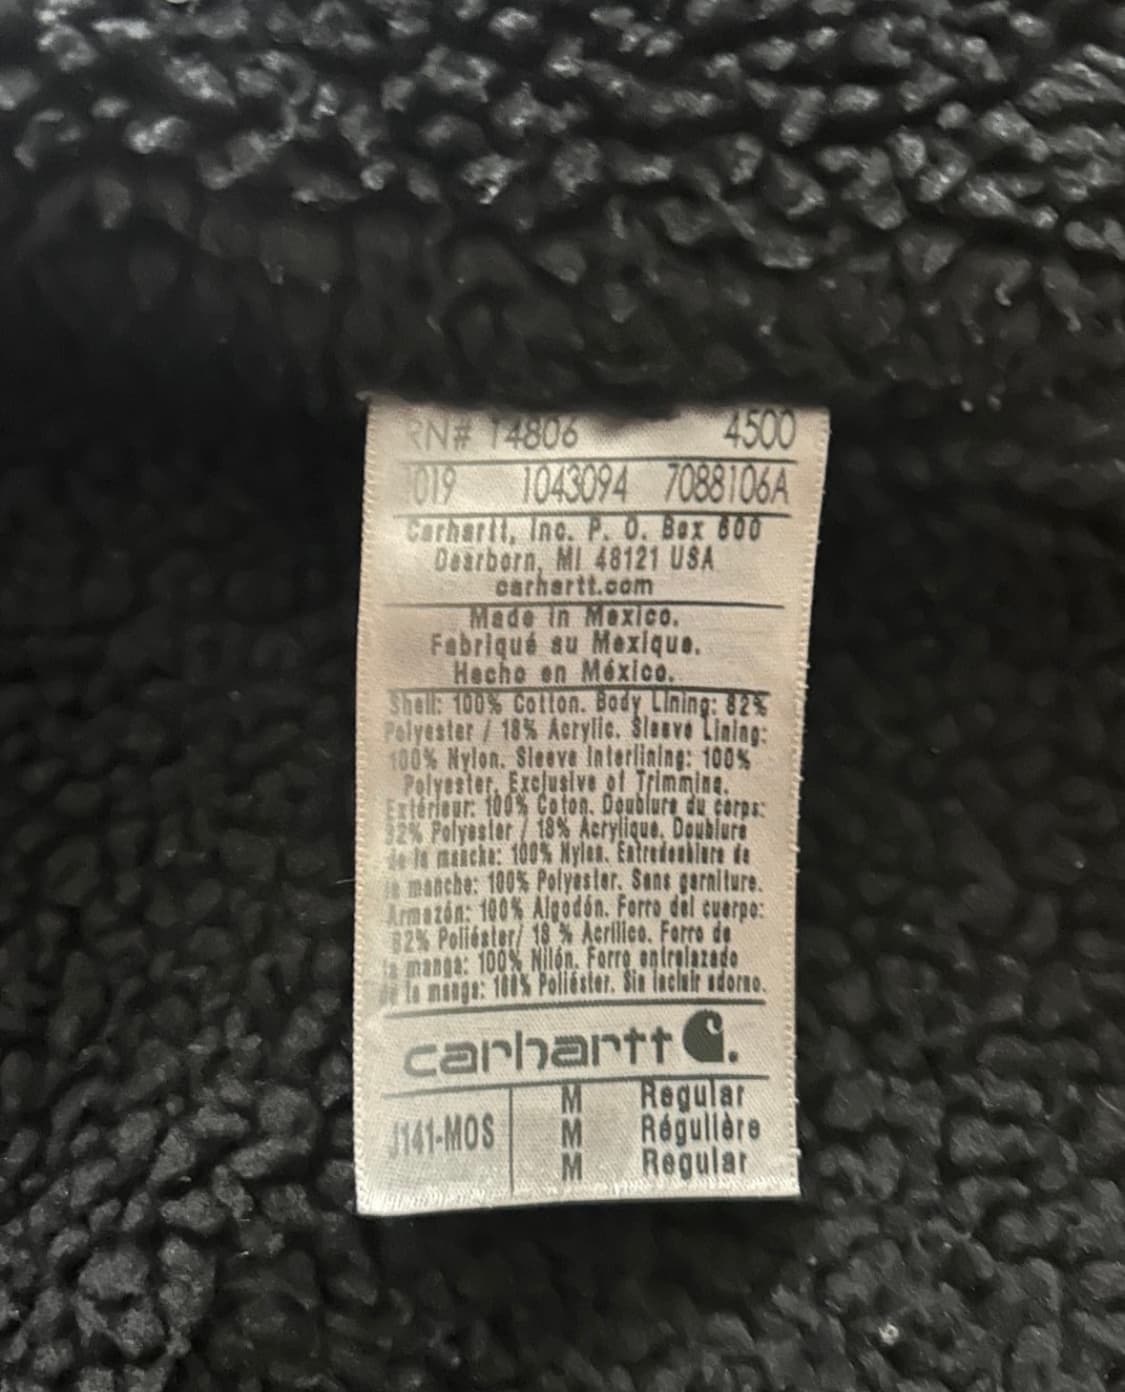 RN# 14806 4500
1019 1043094 7088106A
Carhartt, Inc. P. O. Box 600
Dearborn, MI 48121 USA
carhartt.com
Made in Mexico.
Fabriqué au Mexique.
Hecho en México.
Shell: 100% Cotton. Body Lining: 82%
Polyester / 18% Acrylic. Sleeve Lining:
100% Nylon. Sleeve Interlining: 100%
Polyester, Exclusive of Trimming.
Extérieur: 100% Coton. Doublure du corps:
82% Polyester / 18% Acrylique. Doublure
de la manche: 100% Nylon. Entredoublure de
la manche: 100% Polyester. Sans garniture.
Armazón: 100% Algodón. Forro del cuerpo:
82% Poliéster/ 18 % Acrílico. Forro de
la manga: 100% Nilón. Forro entrelazado
de la manga: 100% Poliéster. Sin incluir adorno.
carhartt
J141-MOS M Regular
M Régulière
M Regular